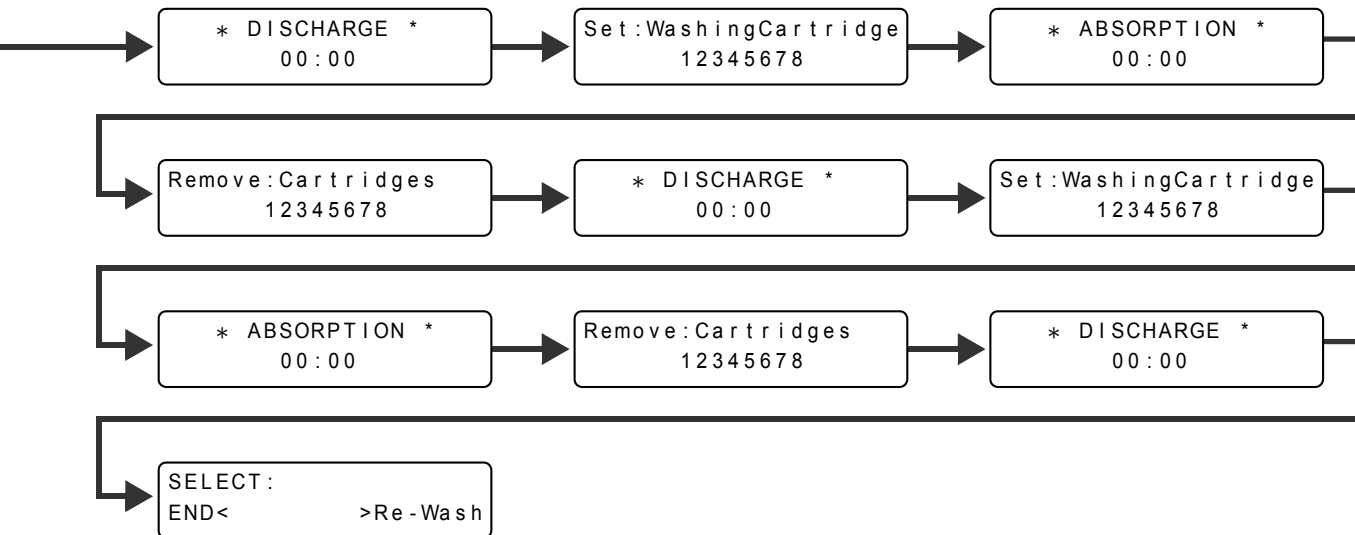 * DISCHARGE *
00:00
Set:WashingCartridge
12345678
* ABSORPTION *
00:00
Remove:Cartridges
12345678
* DISCHARGE *
00:00
Set:WashingCartridge
12345678
* ABSORPTION *
00:00
Remove:Cartridges
12345678
* DISCHARGE *
00:00
SELECT:
END< >Re-Wash